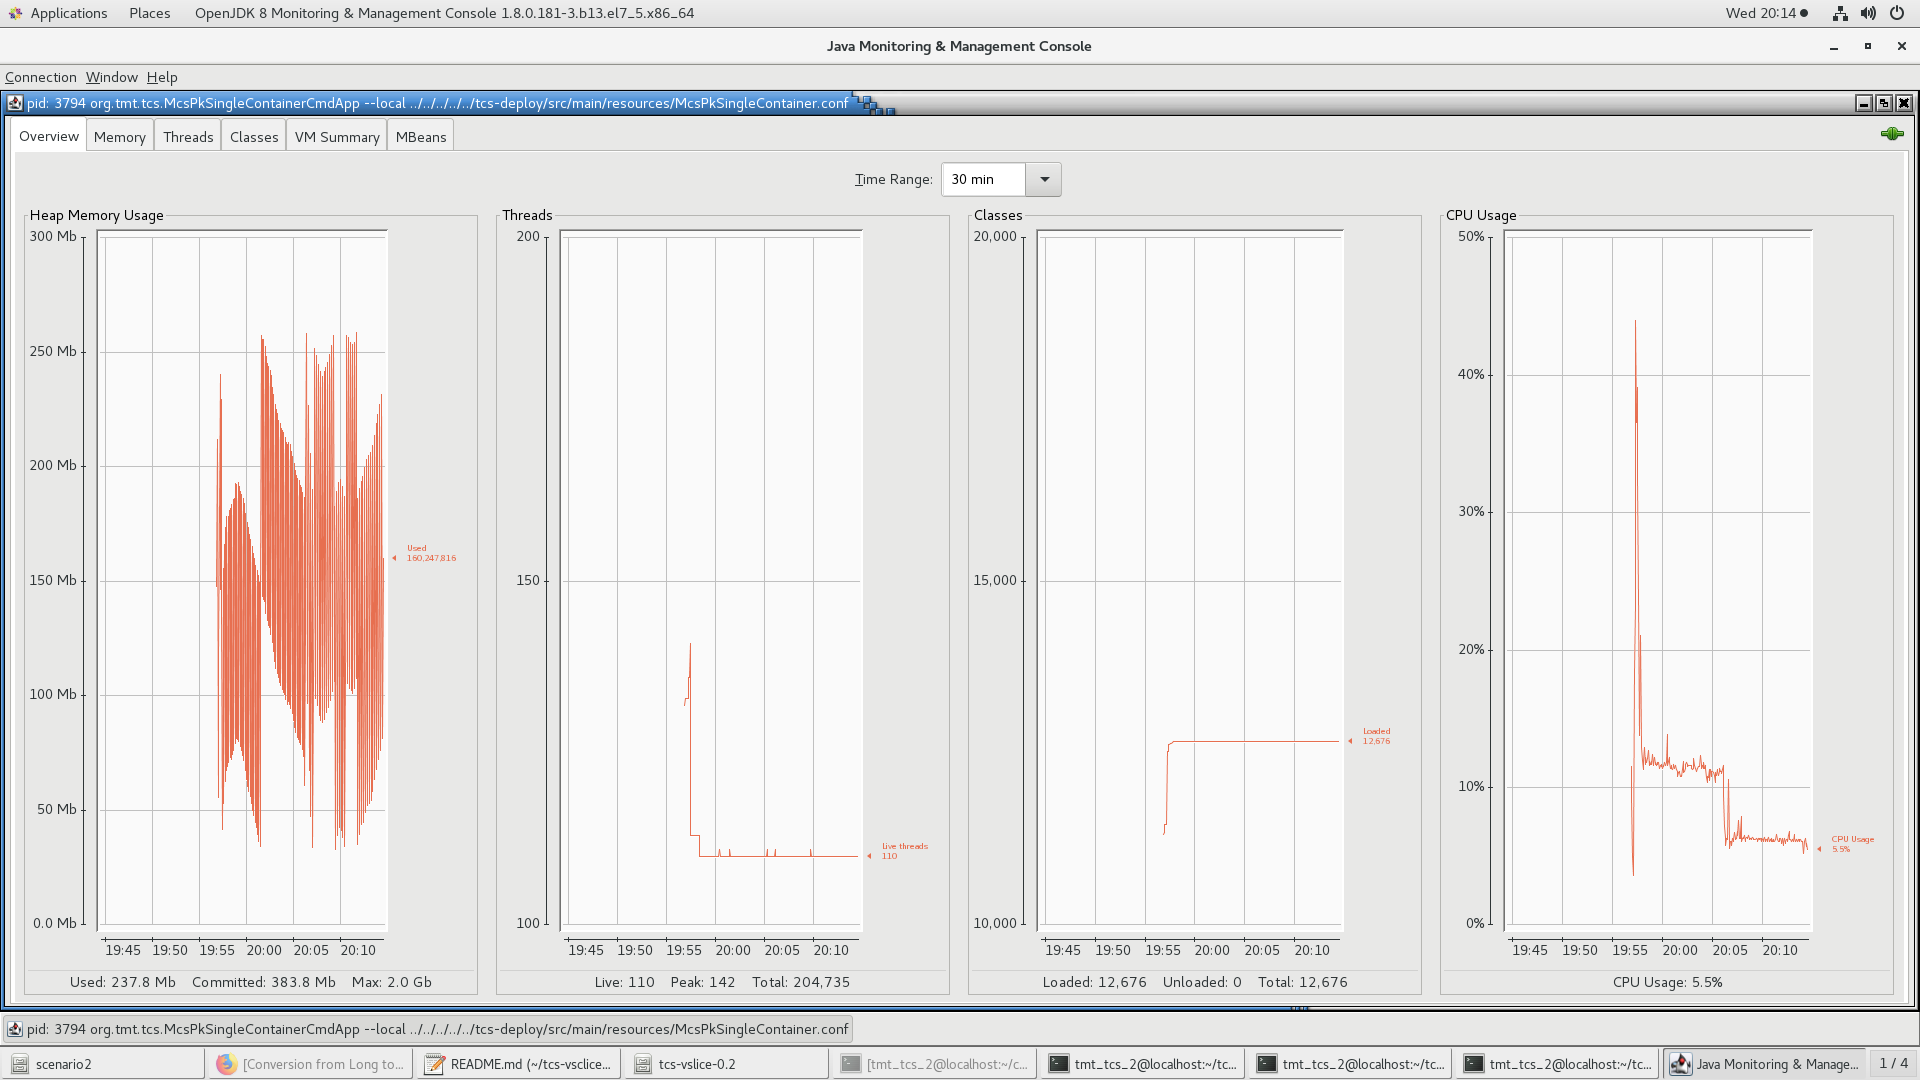 Applications Places OpenJDK 8 Monitoring & Management Console 1.8.0.181-3.b13.el7_5.x86_64 Wed 20:14
Java Monitoring & Management Console
Connection Window Help
pid: 3794 org.tmt.tcs.McsPkSingleContainerCmdApp --local ../../../../../tcs-deploy/src/main/resources/McsPkSingleContainer.conf
Overview Memory Threads Classes VM Summary MBeans
Time Range: 30 min
Heap Memory Usage
300 Mb
250 Mb
200 Mb
150 Mb
100 Mb
50 Mb
0.0 Mb
Used
160,247,816
19:45 19:50 19:55 20:00 20:05 20:10
Used: 237.8 Mb Committed: 383.8 Mb Max: 2.0 Gb
Threads
200
150
100
Live threads
110
19:45 19:50 19:55 20:00 20:05 20:10
Live: 110 Peak: 142 Total: 204,735
Classes
20,000
15,000
10,000
Loaded
12,676
19:45 19:50 19:55 20:00 20:05 20:10
Loaded: 12,676 Unloaded: 0 Total: 12,676
CPU Usage
50%
40%
30%
20%
10%
0%
CPU Usage
5.5%
19:45 19:50 19:55 20:00 20:05 20:10
CPU Usage: 5.5%
pid: 3794 org.tmt.tcs.McsPkSingleContainerCmdApp --local ../../../../../tcs-deploy/src/main/resources/McsPkSingleContainer.conf
scenario2 [Conversion from Long to... README.md (~/tcs-vsclice... tcs-vslice-0.2 [tmt_tcs_2@localhost:~/c... tmt_tcs_2@localhost:~/tc... tmt_tcs_2@localhost:~/tc... tmt_tcs_2@localhost:~/tc... Java Monitoring & Manage... 1 / 4